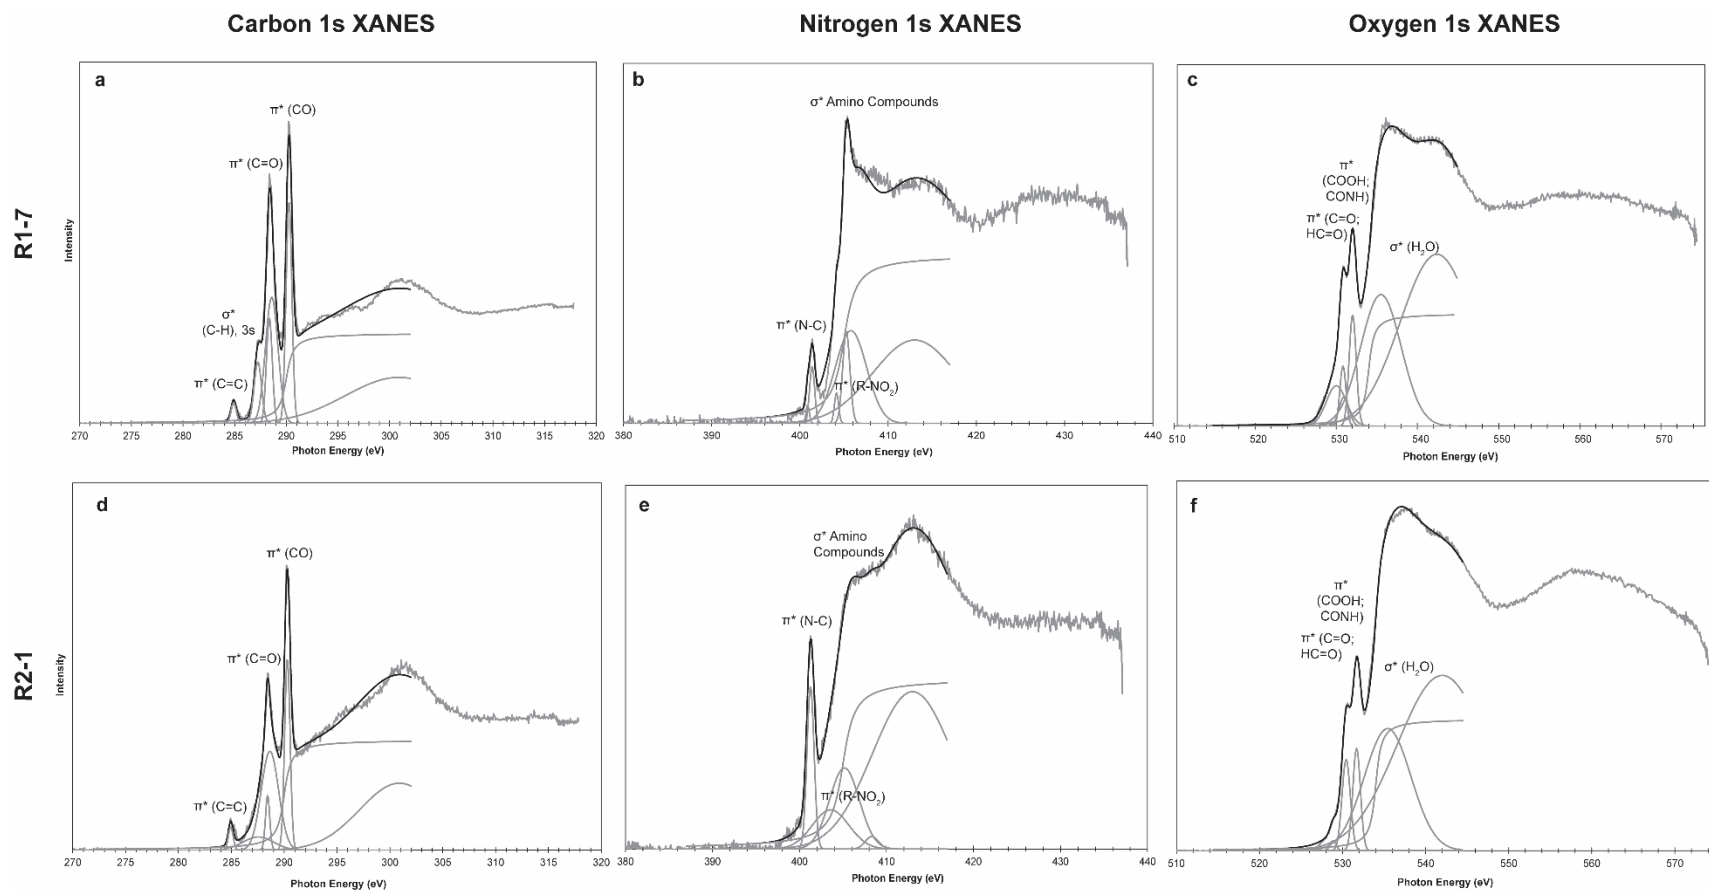 Carbon 1s XANES
Nitrogen 1s XANES
Oxygen 1s XANES
R1-7
a
Intensity
π* (CO)
π* (C=O)
σ*
(C-H), 3s
π* (C=C)
270 275 280 285 290 295 300 305 310 315 320
Photon Energy (eV)
b
σ* Amino Compounds
π* (N-C)
π* (R-NO₂)
380 390 400 410 420 430 440
Photon Energy (eV)
c
π*
(COOH;
CONH)
π* (C=O;
HC=O)
σ* (H₂O)
510 520 530 540 550 560 570
Photon Energy (eV)
R2-1
d
Intensity
π* (CO)
π* (C=O)
π* (C=C)
270 275 280 285 290 295 300 305 310 315 320
Photon Energy (eV)
e
σ* Amino
Compounds
π* (N-C)
π* (R-NO₂)
380 390 400 410 420 430 440
Photon Energy (eV)
f
π*
(COOH;
CONH)
π* (C=O;
HC=O)
σ* (H₂O)
510 520 530 540 550 560 570
Photon Energy (eV)